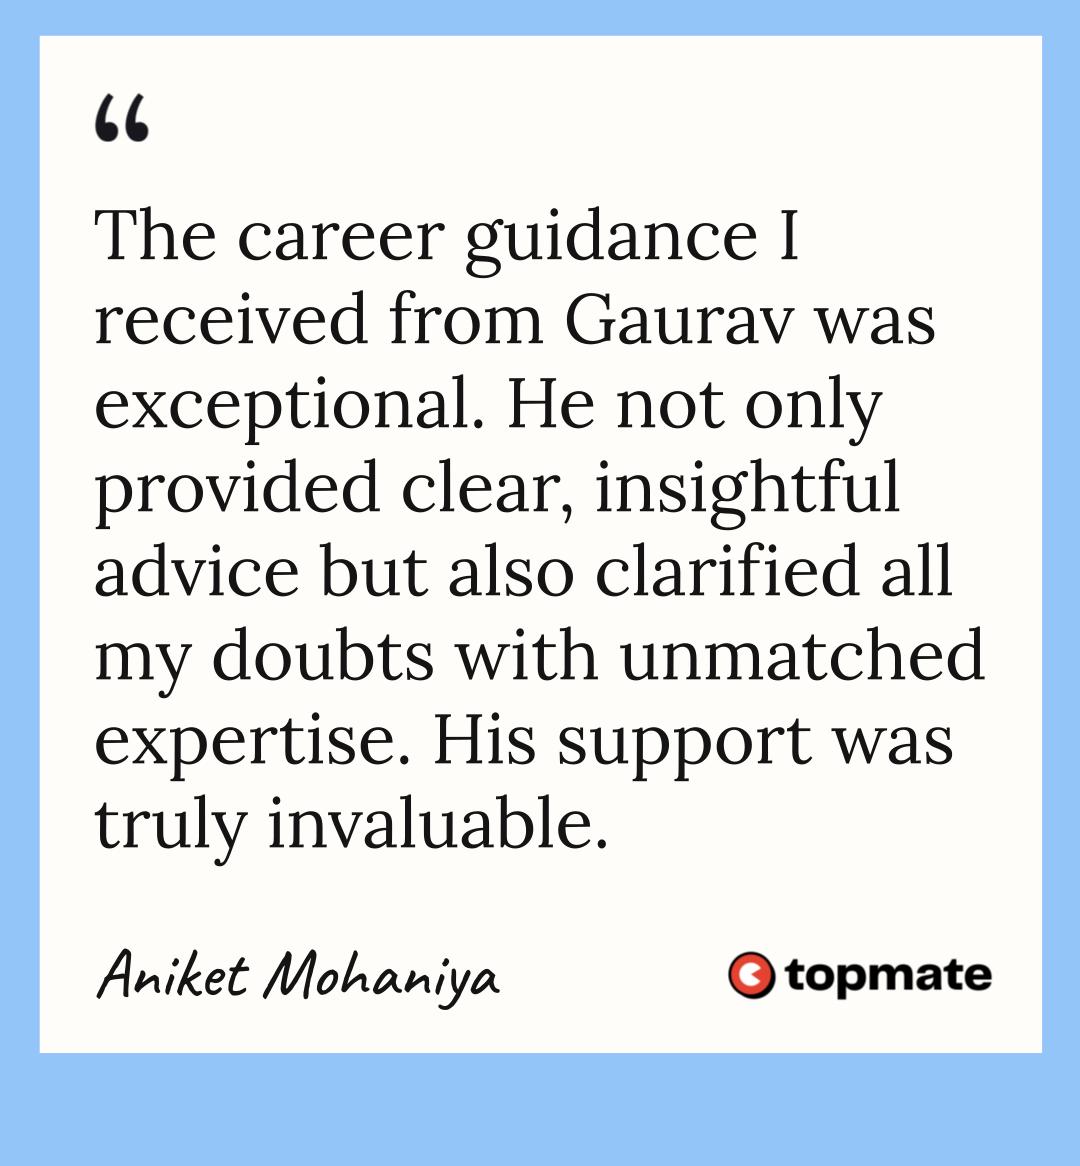 “
The career guidance I
received from Gaurav was
exceptional. He not only
provided clear, insightful
advice but also clarified all
my doubts with unmatched
expertise. His support was
truly invaluable.
Aniket Mohaniya
topmate